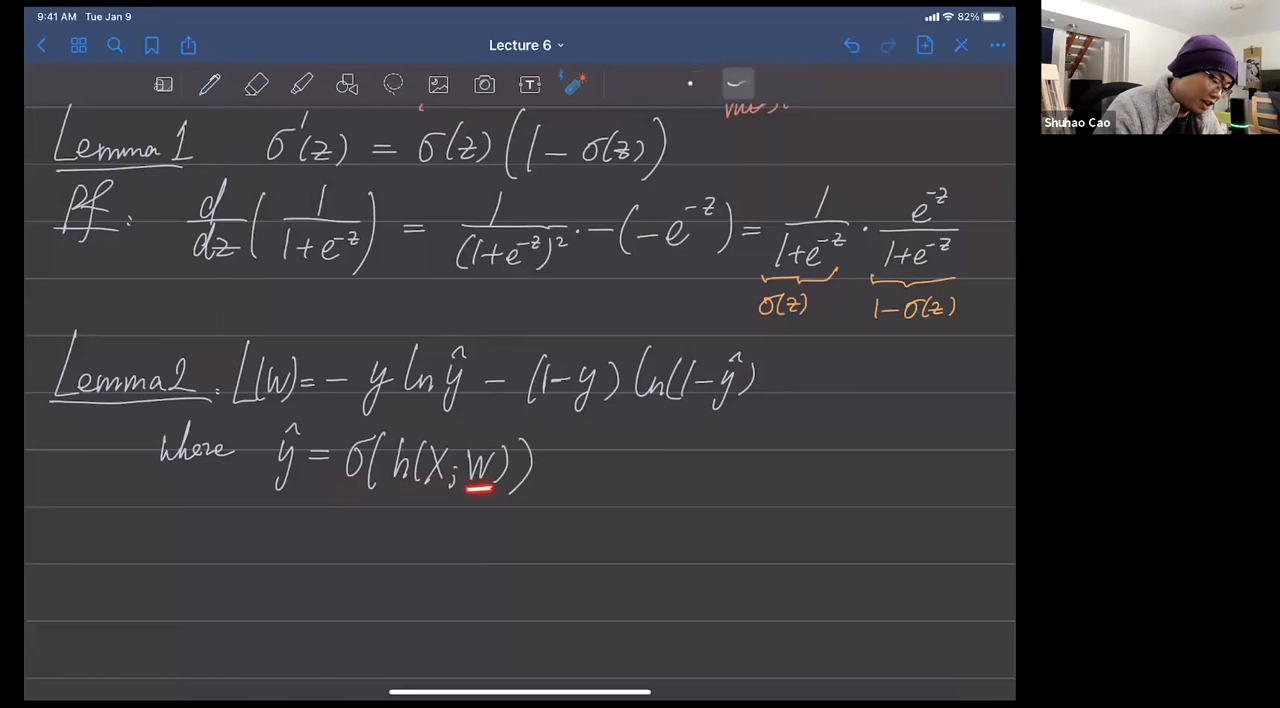 9:41 AM Tue Jan 9
82%
Lecture 6
Lemma 1 σ'(z) = σ(z)(1 − σ(z))
Pf: d/dz (1/(1+e^{-z})) = 1/(1+e^{-z})² · −(−e^{-z}) = 1/(1+e^{-z}) · e^{-z}/(1+e^{-z})
σ(z) 1−σ(z)
Lemma 2. L(W) = − y ln ŷ − (1−y) ln(1−ŷ)
where ŷ = σ(h(X; W))
Shuhao Cao